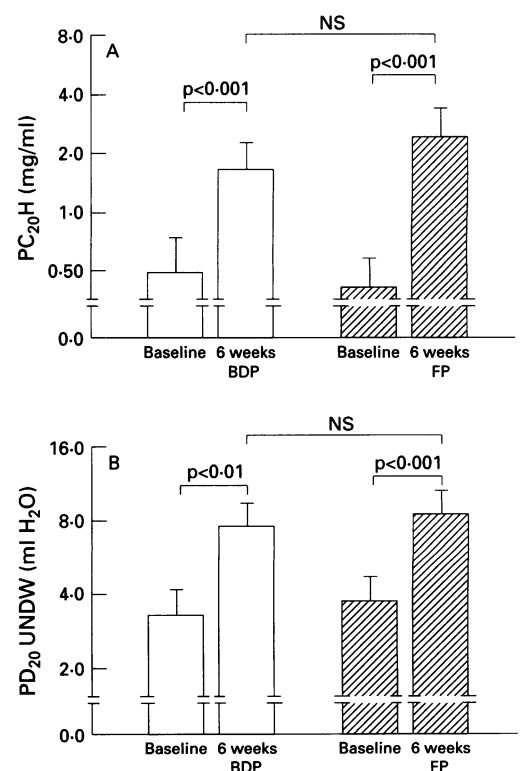 NS
8·0
A
p<0·001
p<0·001
4·0
2·0
1·0
0·50
0·0
PC20H (mg/ml)
Baseline 6 weeks Baseline 6 weeks
BDP FP
NS
16·0
B
p<0·01
p<0·001
8·0
4·0
2·0
0·0
PD20 UNDW (ml H2O)
Baseline 6 weeks Baseline 6 weeks
BDP FP